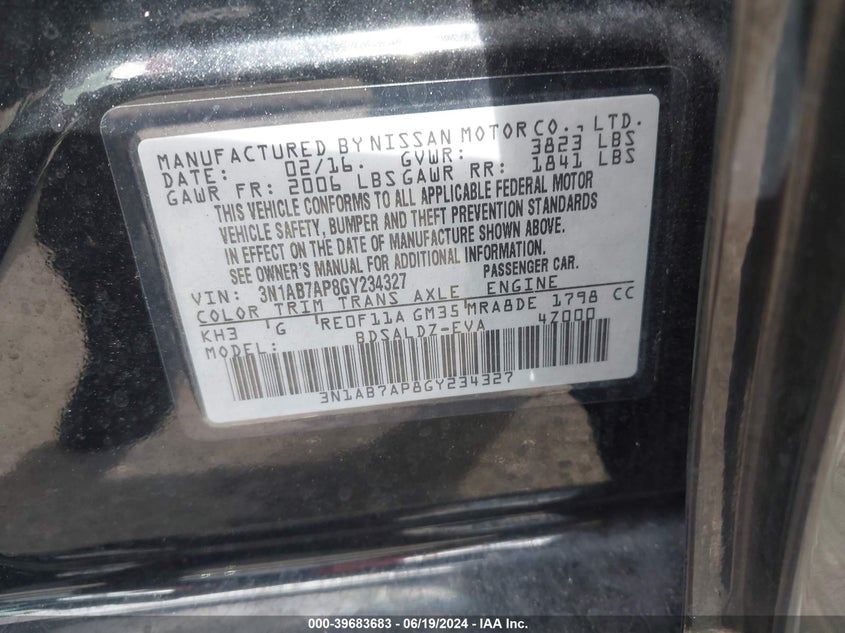 MANUFACTURED BY NISSAN MOTOR CO., LTD.
DATE: 02/16. GVWR: 3823 LBS
GAWR FR: 2006 LBS GAWR RR: 1841 LBS
THIS VEHICLE CONFORMS TO ALL APPLICABLE FEDERAL MOTOR
VEHICLE SAFETY, BUMPER AND THEFT PREVENTION STANDARDS
IN EFFECT ON THE DATE OF MANUFACTURE SHOWN ABOVE.
SEE OWNER'S MANUAL FOR ADDITIONAL INFORMATION.
VIN: 3N1AB7AP8GY234327 PASSENGER CAR.
COLOR TRIM TRANS AXLE ENGINE
KH3 G RE0F11A GM35 MRA8DE 1798 CC
MODEL: BDSALDZ-EVA 4Z000
3N1AB7AP8GY234327
000-39683683 - 06/19/2024 - IAA Inc.